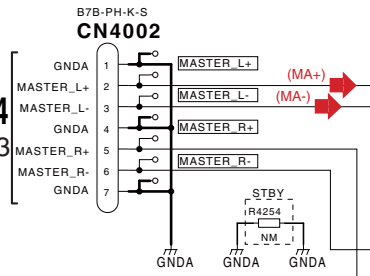 B7B-PH-K-S
CN4002
GNDA 1 MASTER_L+
MASTER_L+ 2 (MA+)
MASTER_L- 3 MASTER_L- (MA-)
GNDA 4 MASTER_R+
3 MASTER_R+ 5
MASTER_R- 6 MASTER_R-
GNDA 7
STBY
R4254
NM
GNDA GNDA GNDA